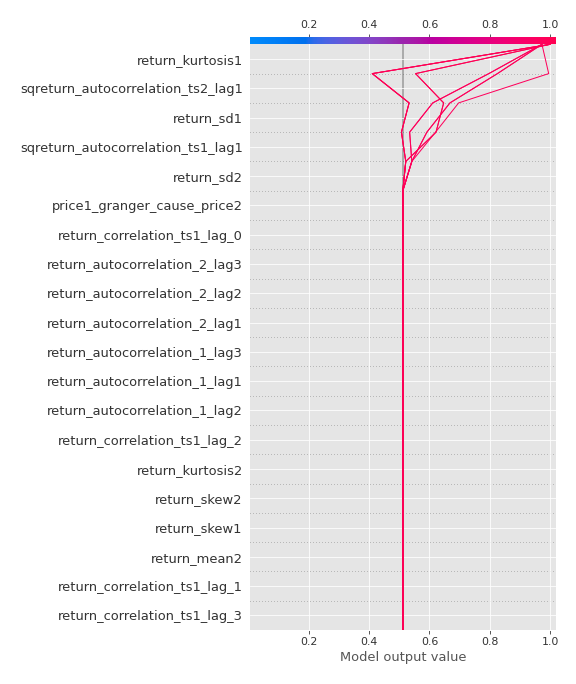 0.2 0.4 0.6 0.8 1.0
return_kurtosis1
sqreturn_autocorrelation_ts2_lag1
return_sd1
sqreturn_autocorrelation_ts1_lag1
return_sd2
price1_granger_cause_price2
return_correlation_ts1_lag_0
return_autocorrelation_2_lag3
return_autocorrelation_2_lag2
return_autocorrelation_2_lag1
return_autocorrelation_1_lag3
return_autocorrelation_1_lag1
return_autocorrelation_1_lag2
return_correlation_ts1_lag_2
return_kurtosis2
return_skew2
return_skew1
return_mean2
return_correlation_ts1_lag_1
return_correlation_ts1_lag_3
0.2 0.4 0.6 0.8 1.0
Model output value